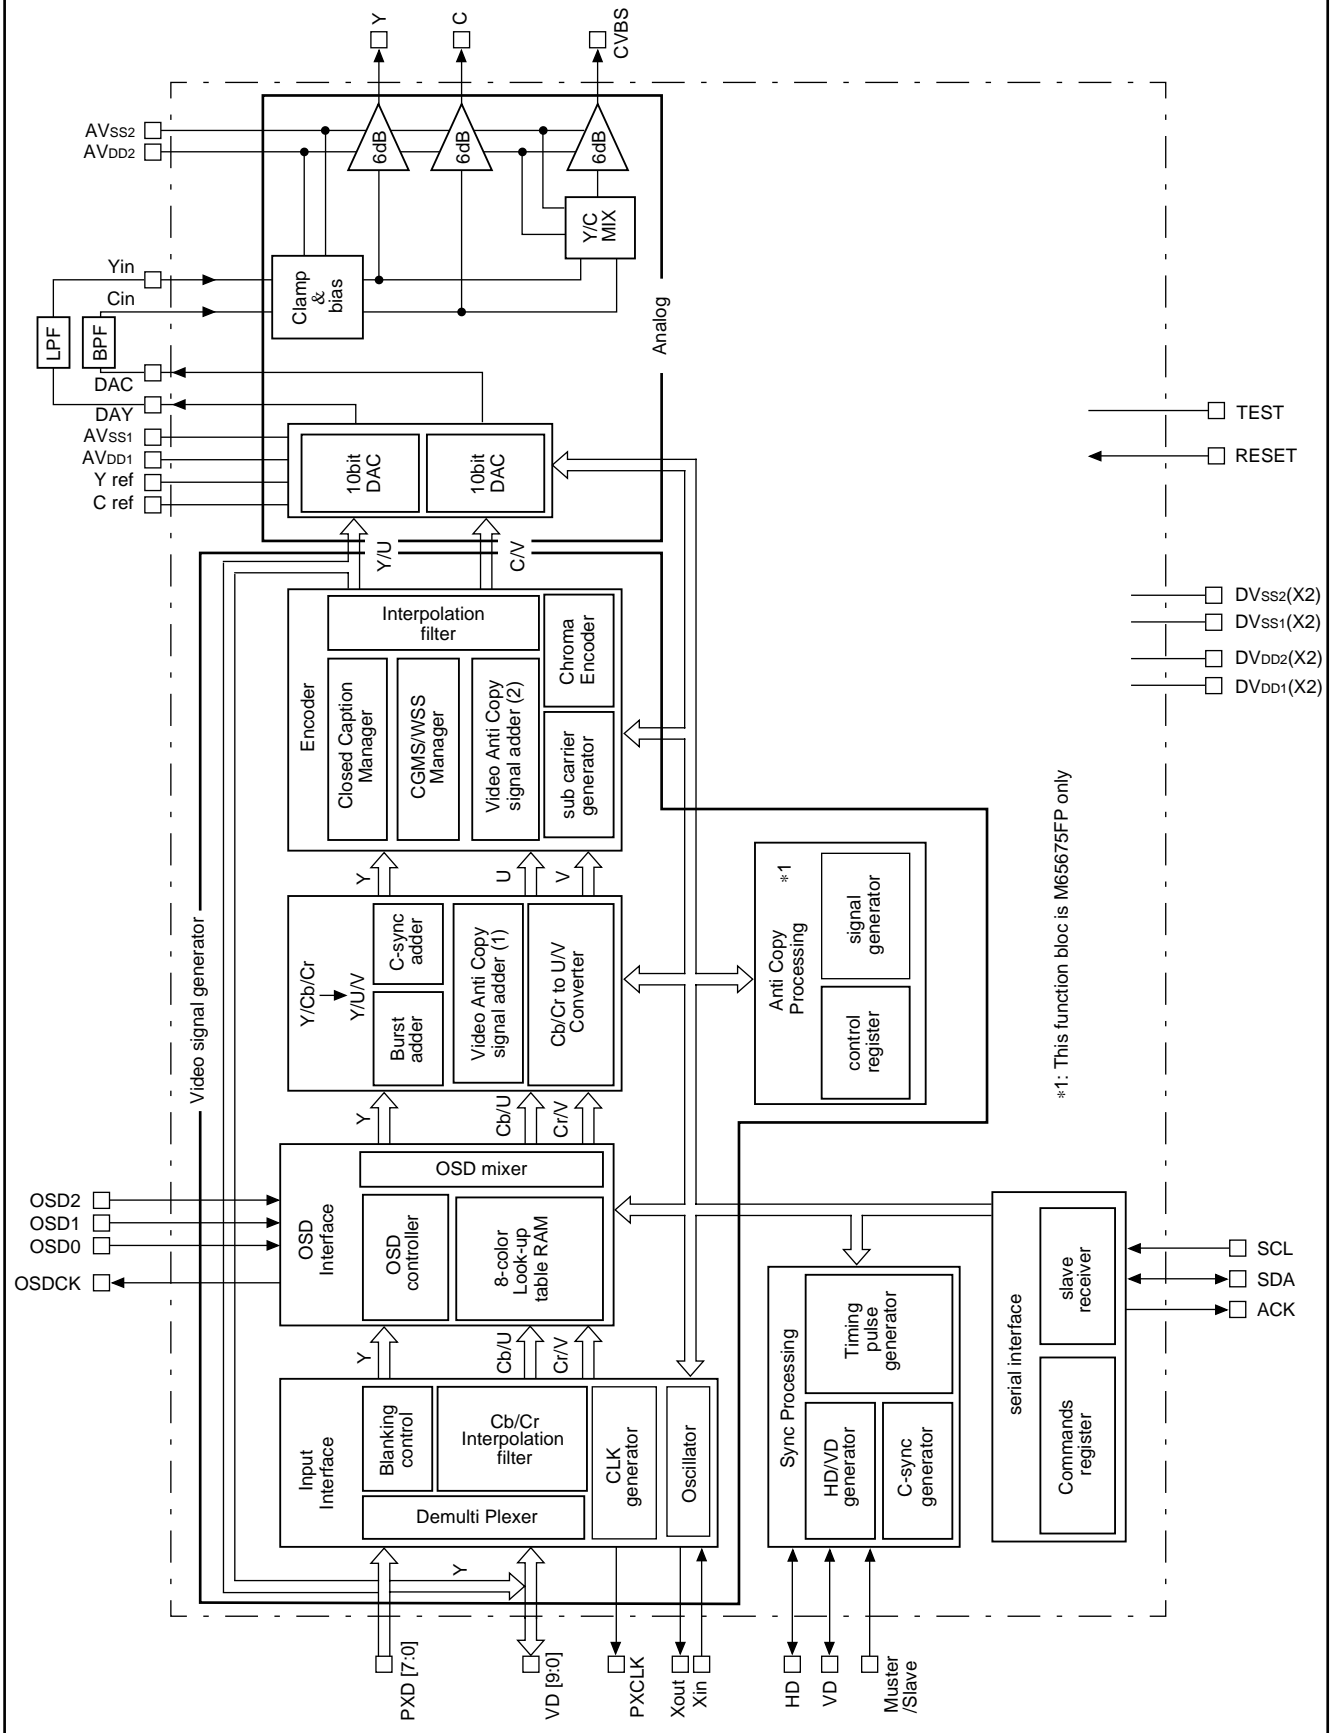 Y
C
CVBS
AVSS2
AVDD2
6dB
6dB
6dB
Y/C
MIX
Yin
Cin
Clamp
&
bias
LPF
BPF
Analog
DAC
DAY
AVSS1
AVDD1
Y ref
C ref
10bit
DAC
10bit
DAC
TEST
RESET
Y/U
C/V
DVSS2(X2)
DVSS1(X2)
DVDD2(X2)
DVDD1(X2)
Encoder
Interpolation
filter
Chroma
Encoder
Closed Caption
Manager
CGMS/WSS
Manager
Video Anti Copy
signal adder (2)
sub carrier
generator
Y
U
V
Video signal generator
Y/Cb/Cr
Y/U/V
C-sync
adder
Burst
adder
Video Anti Copy
signal adder (1)
Cb/Cr to U/V
Converter
Anti Copy
Processing
*1
signal
generator
control
register
*1: This function bloc is M65675FP only
Y
Cb/U
Cr/V
OSD2
OSD1
OSD0
OSDCK
OSD
Interface
OSD mixer
OSD
controller
8-color
Look-up
table RAM
Y
Cb/U
Cr/V
Input
Interface
Blanking
control
Cb/Cr
Interpolation
filter
Demulti Plexer
CLK
generator
Oscillator
Sync Processing
Timing
pulse
generator
HD/VD
generator
C-sync
generator
serial interface
slave
receiver
Commands
register
SCL
SDA
ACK
Y
PXD [7:0]
VD [9:0]
PXCLK
Xout
Xin
HD
VD
Muster
/Slave